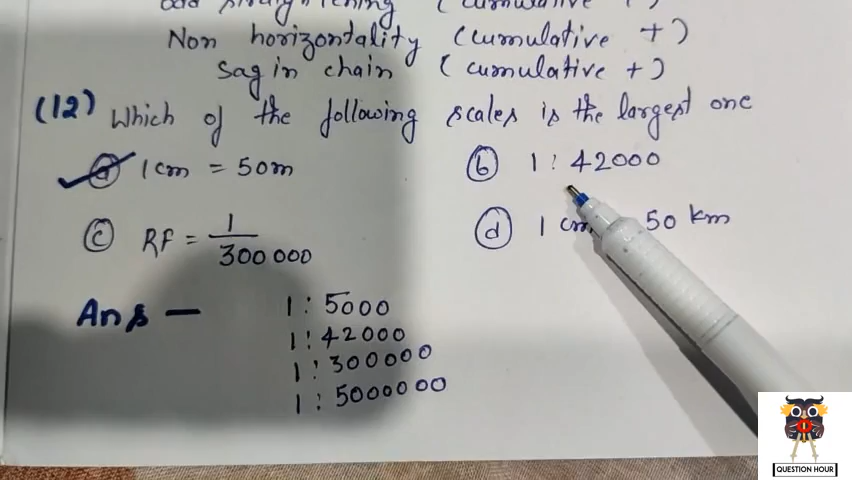 Non horizontality (cumulative +)
Sag in chain (cumulative +)
(12) Which of the following scales is the largest one
(a) 1cm = 50m
(b) 1 : 42000
(c) RF = 1/300000
(d) 1 cm 50 km
Ans — 1 : 5000
1 : 42000
1 : 300000
1 : 5000000
QUESTION HOUR